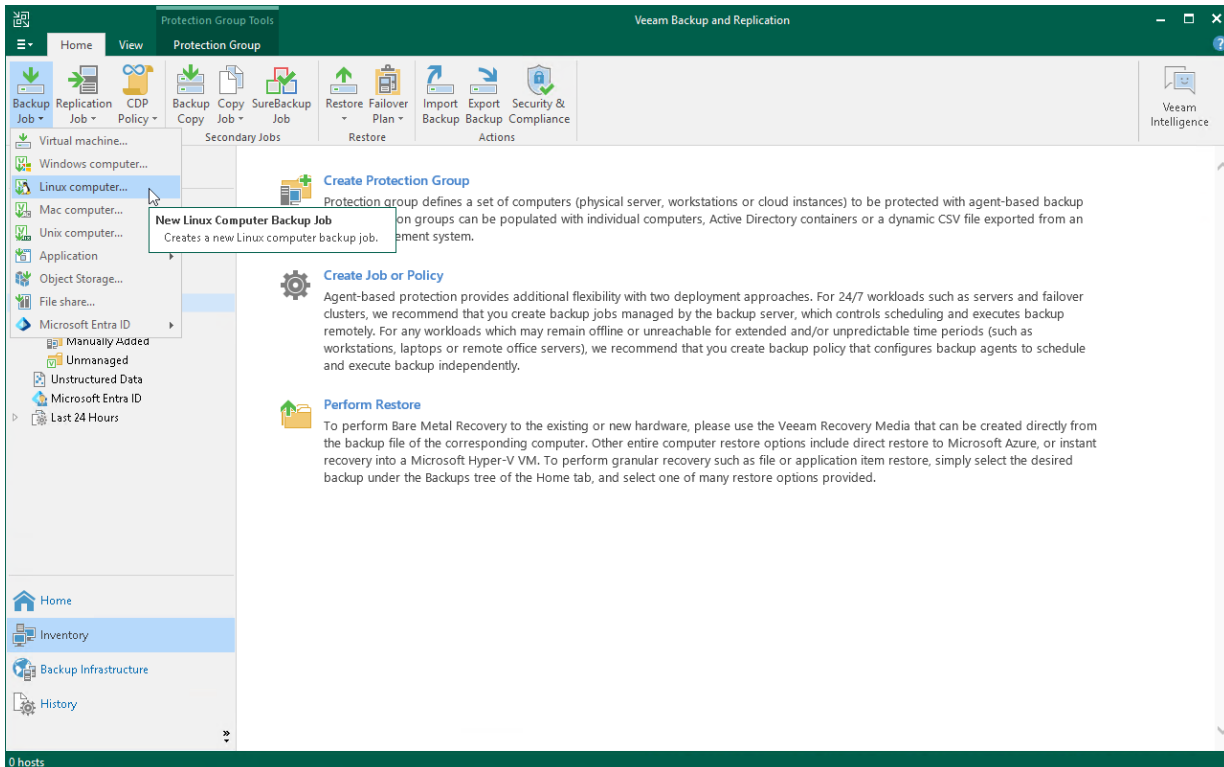 Protection Group Tools
Veeam Backup and Replication
Home
View
Protection Group
Backup Job
Replication Job
CDP Policy
Backup Copy
Copy Job
SureBackup Job
Restore
Failover Plan
Import Backup
Export Backup
Security & Compliance
Veeam Intelligence
Secondary Jobs
Restore
Actions
Virtual machine...
Windows computer...
Linux computer...
Mac computer...
Unix computer...
Application
Object Storage...
File share...
Microsoft Entra ID
New Linux Computer Backup Job
Creates a new Linux computer backup job.
Manually Added
Unmanaged
Unstructured Data
Microsoft Entra ID
Last 24 Hours
Create Protection Group
Protection group defines a set of computers (physical server, workstations or cloud instances) to be protected with agent-based backup
on groups can be populated with individual computers, Active Directory containers or a dynamic CSV file exported from an
ement system.
Create Job or Policy
Agent-based protection provides additional flexibility with two deployment approaches. For 24/7 workloads such as servers and failover
clusters, we recommend that you create backup jobs managed by the backup server, which controls scheduling and executes backup
remotely. For any workloads which may remain offline or unreachable for extended and/or unpredictable time periods (such as
workstations, laptops or remote office servers), we recommend that you create backup policy that configures backup agents to schedule
and execute backup independently.
Perform Restore
To perform Bare Metal Recovery to the existing or new hardware, please use the Veeam Recovery Media that can be created directly from
the backup file of the corresponding computer. Other entire computer restore options include direct restore to Microsoft Azure, or instant
recovery into a Microsoft Hyper-V VM. To perform granular recovery such as file or application item restore, simply select the desired
backup under the Backups tree of the Home tab, and select one of many restore options provided.
Home
Inventory
Backup Infrastructure
History
0 hosts